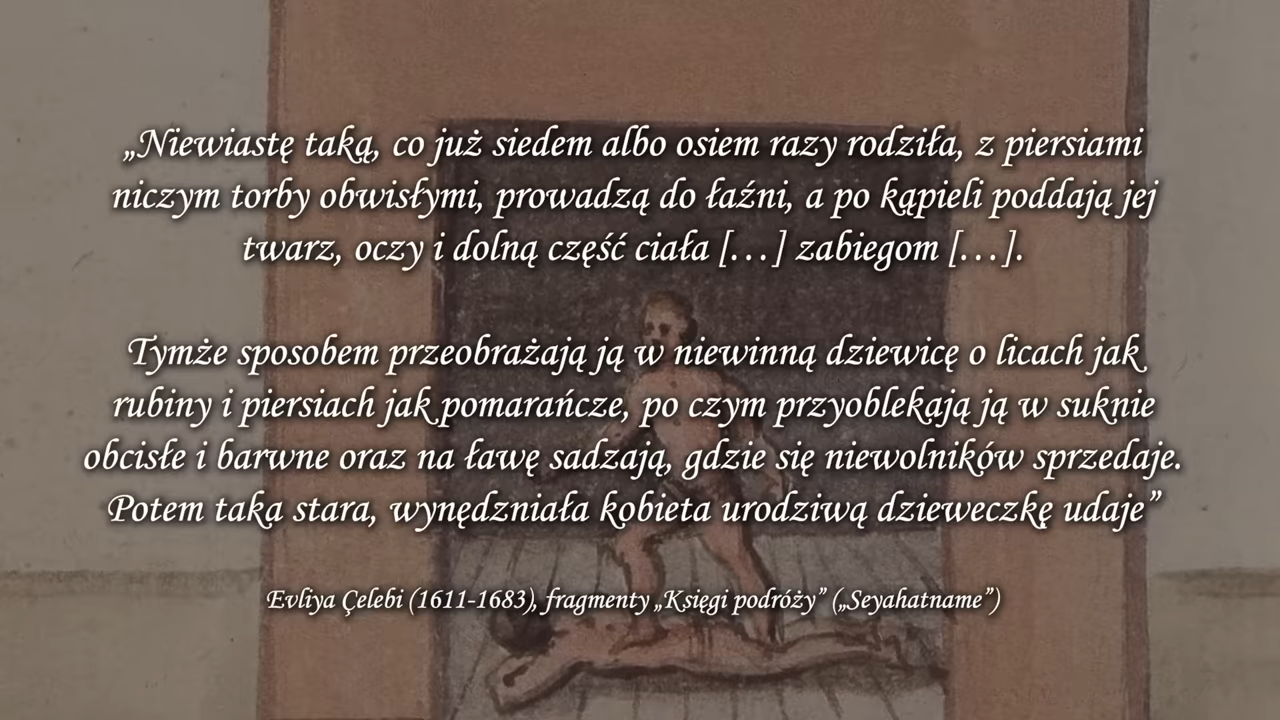 „Niewiastę taką, co już siedem albo osiem razy rodziła, z piersiami
niczym torby obwisłymi, prowadzą do łaźni, a po kąpieli poddają jej
twarz, oczy i dolną część ciała […] zabiegom […].
Tymże sposobem przeobrażają ją w niewinną dziewicę o licach jak
rubiny i piersiach jak pomarańcze, po czym przyoblekają ją w suknie
obcisłe i barwne oraz na ławę sadzają, gdzie się niewolników sprzedaje.
Potem taka stara, wynędzniała kobieta urodziwą dzieweczkę udaje”
Evliya Çelebi (1611-1683), fragmenty „Księgi podróży” („Seyahatname”)